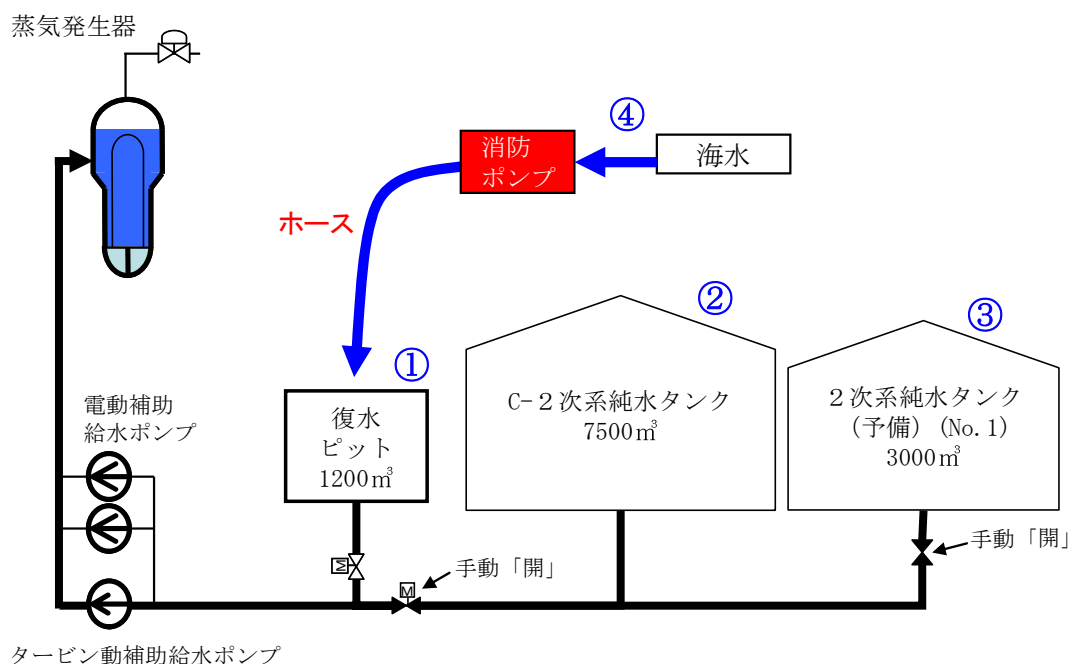 蒸気発生器
④
消防
ポンプ
海水
ホース
①
②
③
復水
ピット
1200㎥
C-２次系純水タンク
7500㎥
２次系純水タンク
（予備）(No.1)
3000㎥
電動補助
給水ポンプ
M
M
手動「開」
手動「開」
タービン動補助給水ポンプ